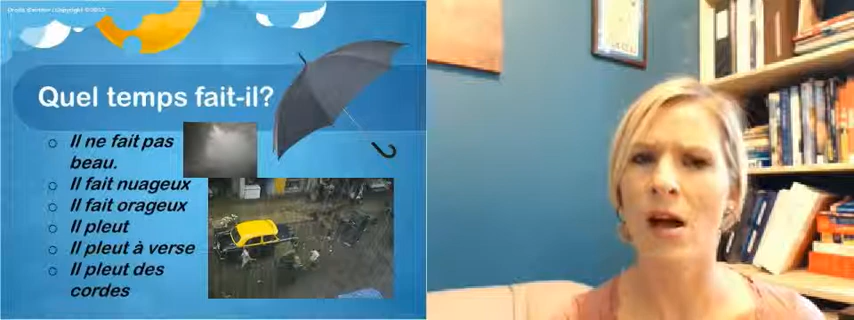 Quel temps fait-il?
Il ne fait pas
beau.
Il fait nuageux
Il fait orageux
Il pleut
Il pleut à verse
Il pleut des
cordes